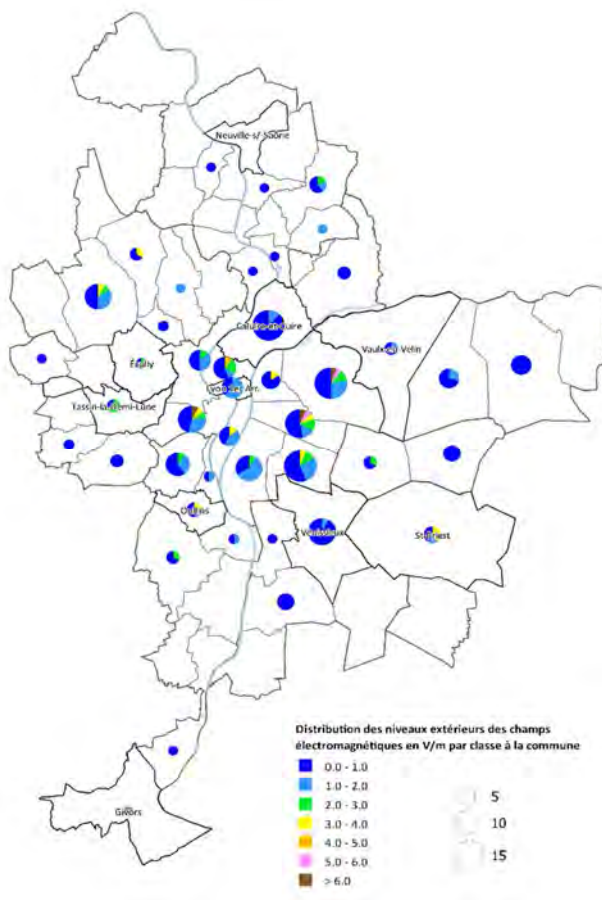 Neuville-s/-Saône
Caluire-et-Cuire
Vaulx-en-Velin
Écully
Lyon 1er Arr.
Tassin-la-Demi-Lune
Oullins
Vénissieux
St-Priest
Givors
Distribution des niveaux extérieurs des champs
électromagnétiques en V/m par classe à la commune
0.0 - 1.0
1.0 - 2.0
2.0 - 3.0
3.0 - 4.0
4.0 - 5.0
5.0 - 6.0
> 6.0
5
10
15